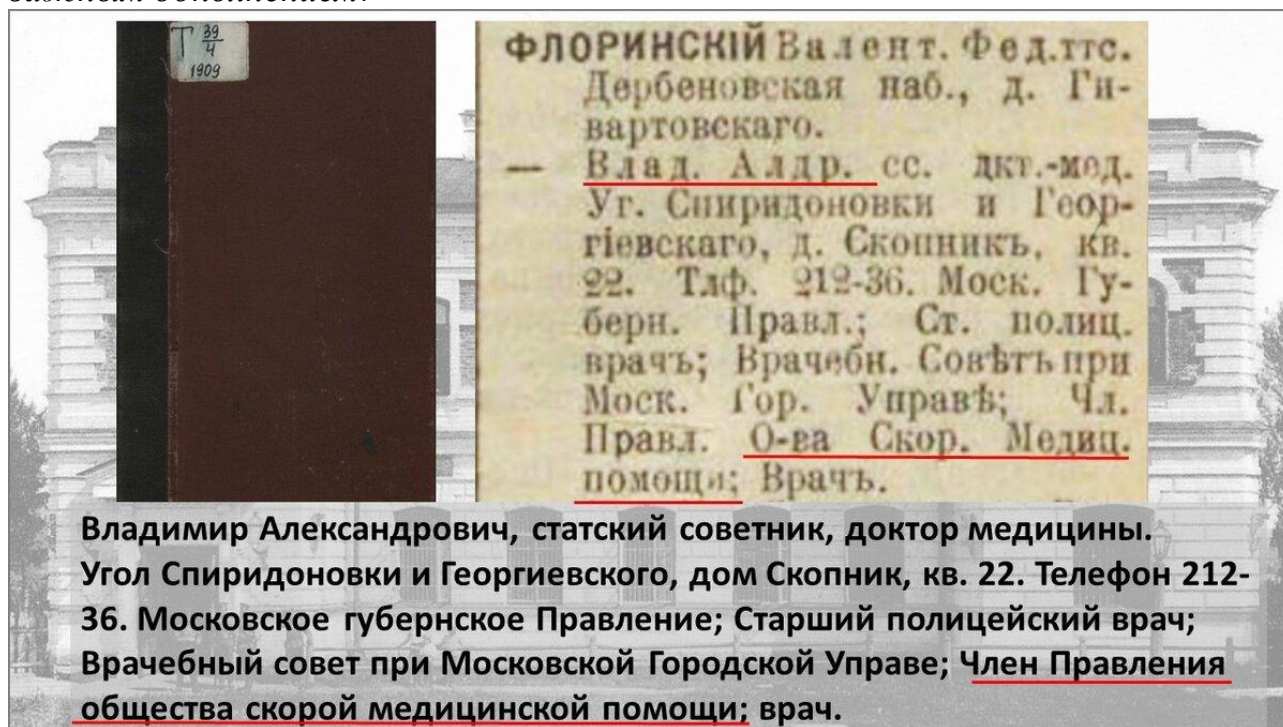 Т 39
4
1909
ФЛОРИНСКІЙ Валент. Фед.ттс.
Дербеновская наб., д. Ги-
вартовскаго.
— Влад. Алдр. сс. дкт.-мед.
Уг. Спиридоновки и Геор-
гіевскаго, д. Скопникъ, кв.
22. Тлф. 212-36. Моск. Гу-
берн. Правл.; Ст. полиц.
врачъ; Врачебн. Совѣтъ при
Моск. Гор. Управѣ; Чл.
Правл. О-ва Скор. Медиц.
помощи; Врачъ.
Владимир Александрович, статский советник, доктор медицины.
Угол Спиридоновки и Георгиевского, дом Скопник, кв. 22. Телефон 212-
36. Московское губернское Правление; Старший полицейский врач;
Врачебный совет при Московской Городской Управе; Член Правления
общества скорой медицинской помощи; врач.